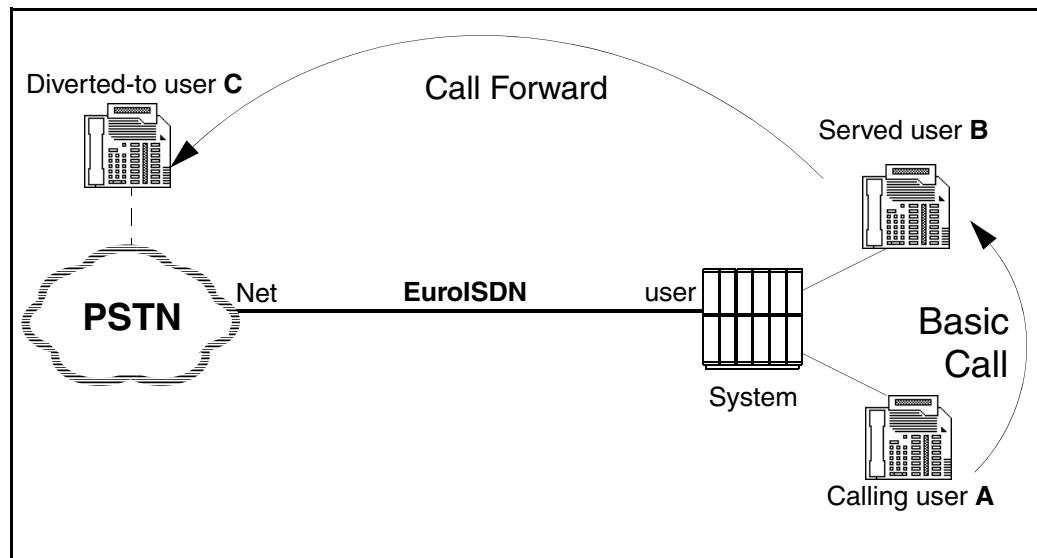 Diverted-to user C
Call Forward
Served user B
Net
EuroISDN
user
PSTN
Basic
Call
System
Calling user A